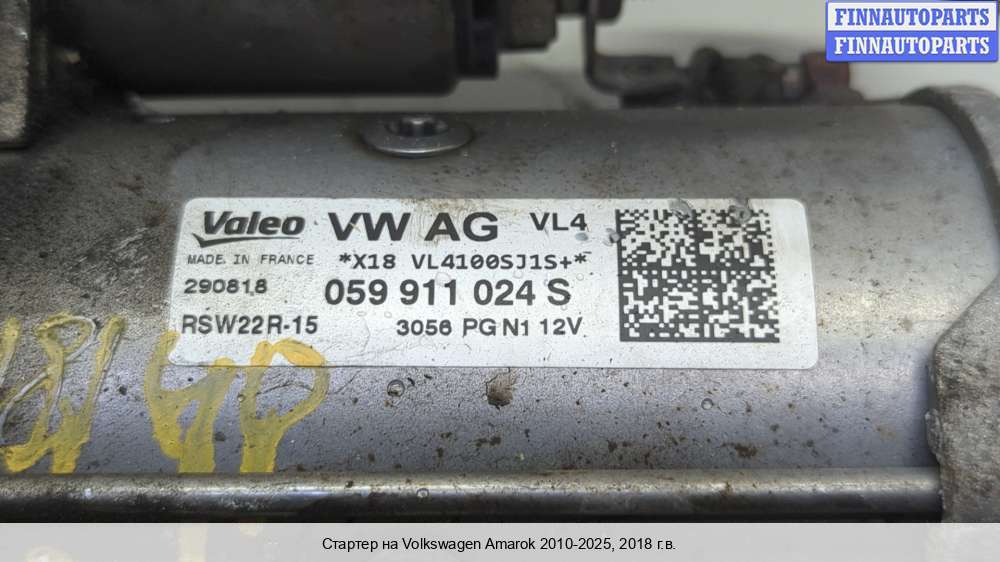 FINNAUTOPARTS
FINNAUTOPARTS
Valeo VW AG VL4
MADE IN FRANCE *X18 VL4100SJ1S+*
290818 059 911 024 S
RSW22R-15 3056 PG N1 12V
Стартер на Volkswagen Amarok 2010-2025, 2018 г.в.